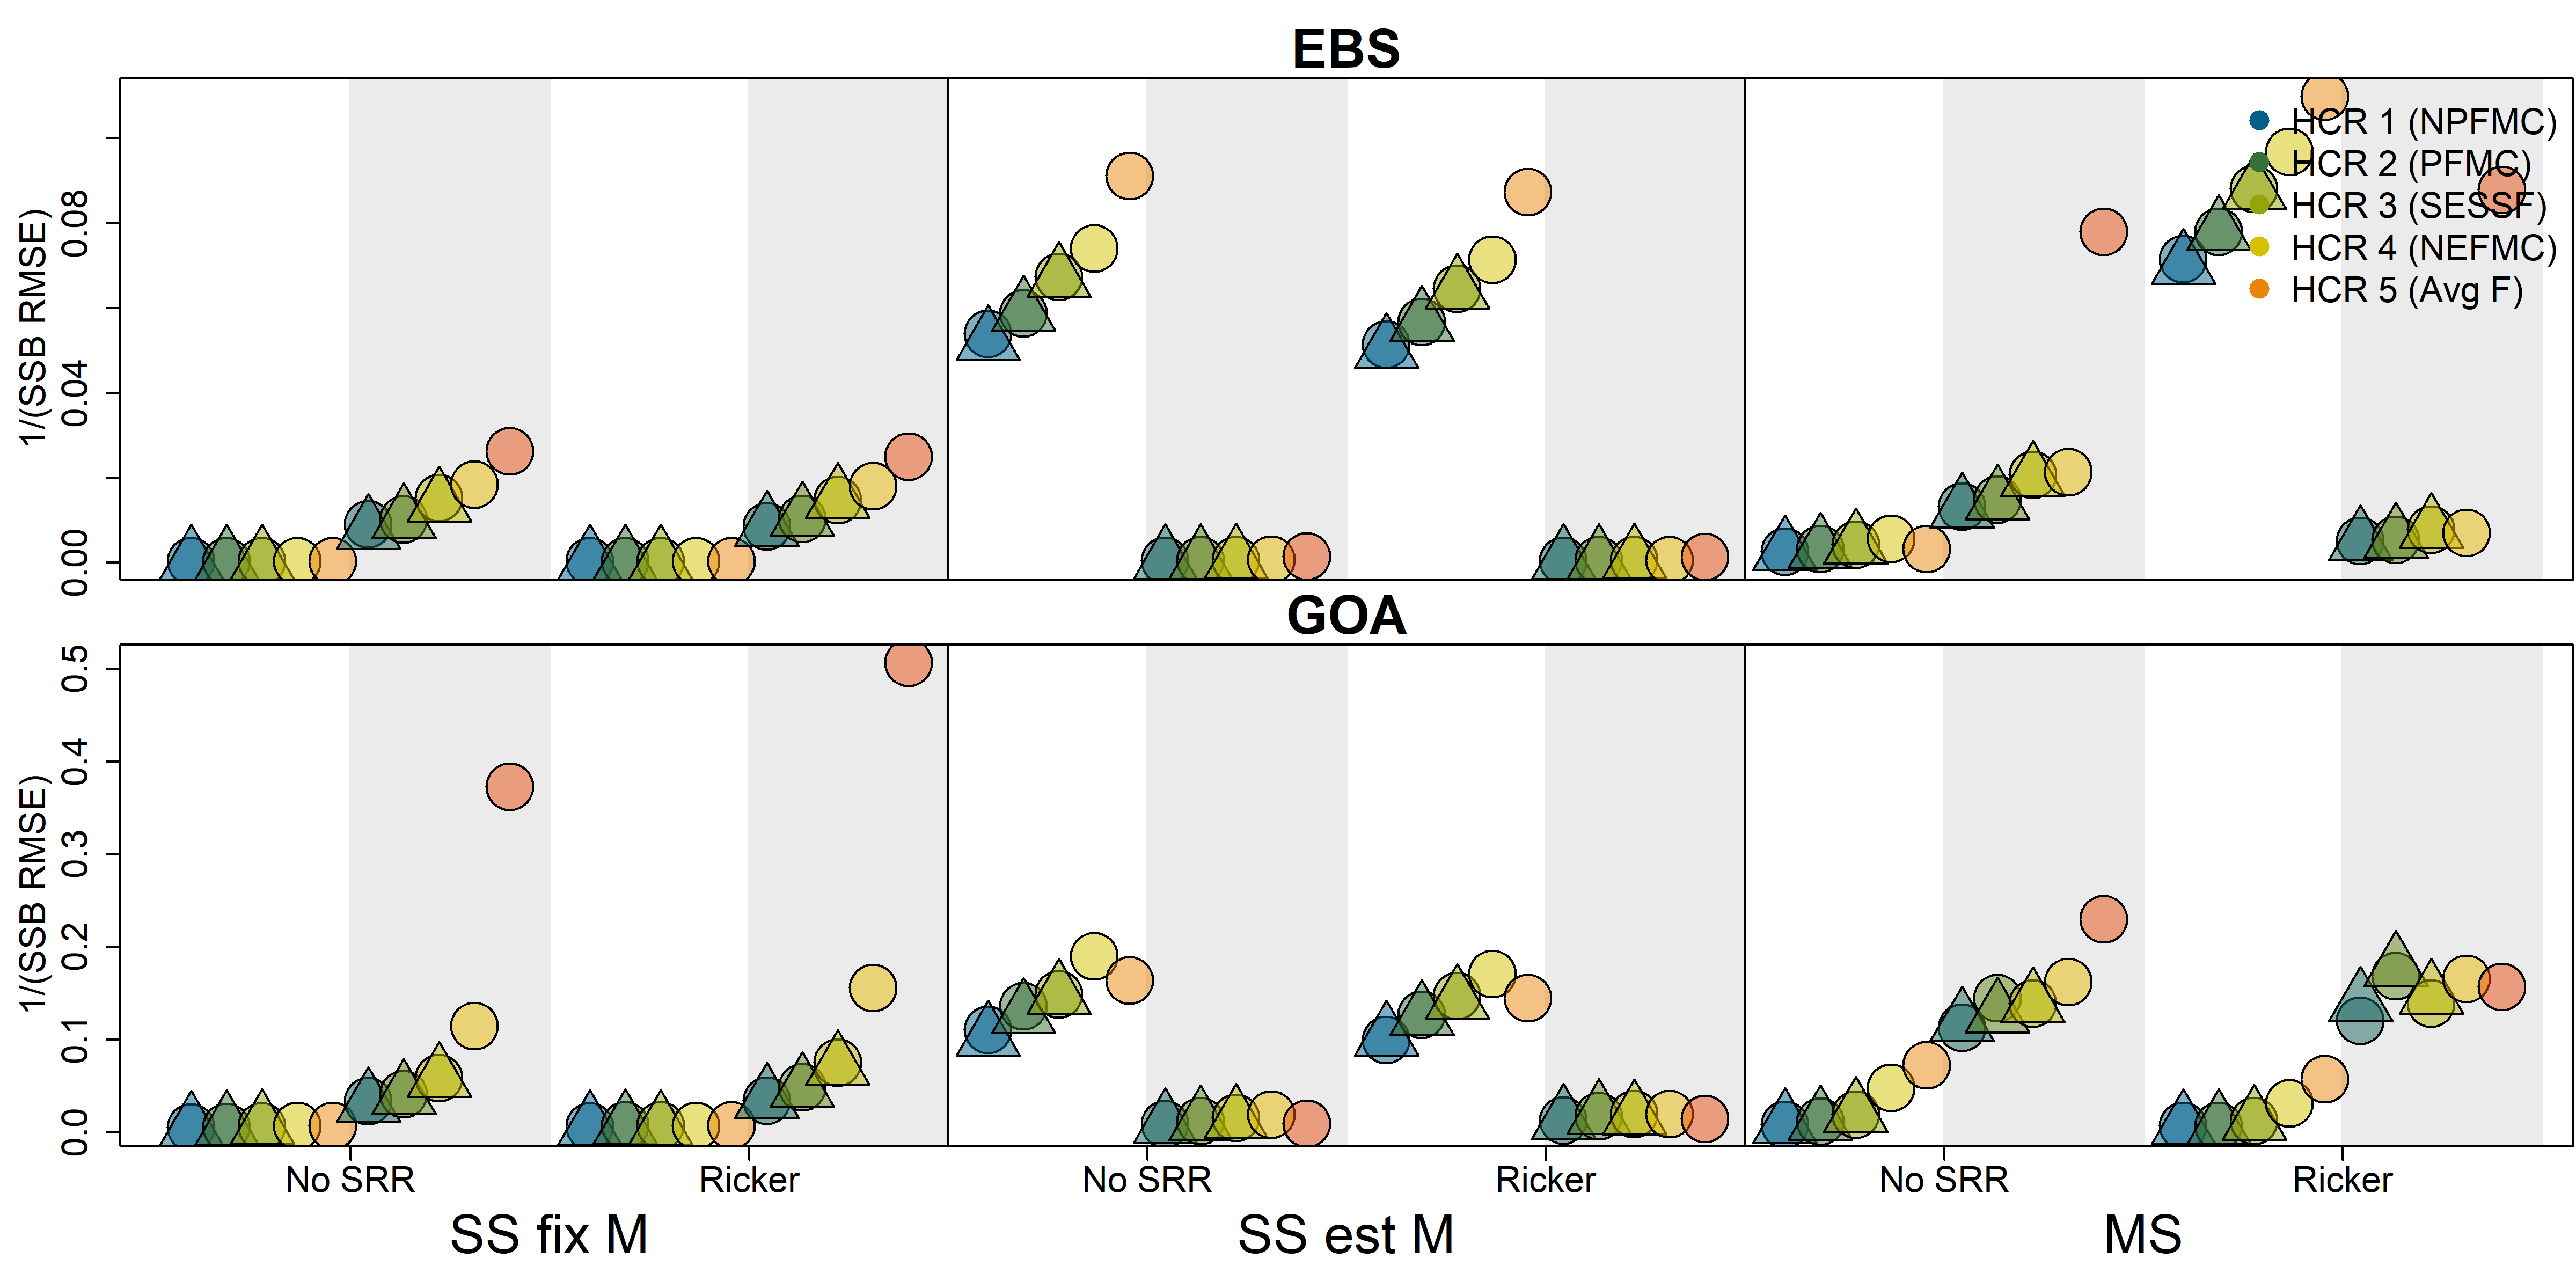 EBS
1/(SSB RMSE)
0.08
0.04
0.00
HCR 1 (NPFMC)
HCR 2 (PFMC)
HCR 3 (SESSF)
HCR 4 (NEFMC)
HCR 5 (Avg F)
GOA
1/(SSB RMSE)
0.5
0.4
0.3
0.2
0.1
0.0
No SRR Ricker No SRR Ricker No SRR Ricker
SS fix M SS est M MS